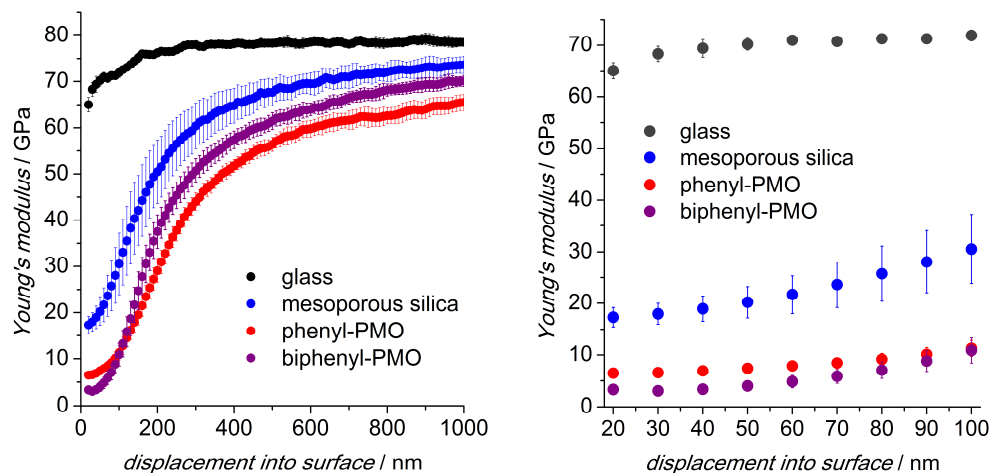 80
70
60
50
40
30
20
10
0
Young's modulus / GPa
glass
mesoporous silica
phenyl-PMO
biphenyl-PMO
0 200 400 600 800 1000
displacement into surface / nm
70
60
50
40
30
20
10
0
Young's modulus / GPa
glass
mesoporous silica
phenyl-PMO
biphenyl-PMO
20 30 40 50 60 70 80 90 100
displacement into surface / nm